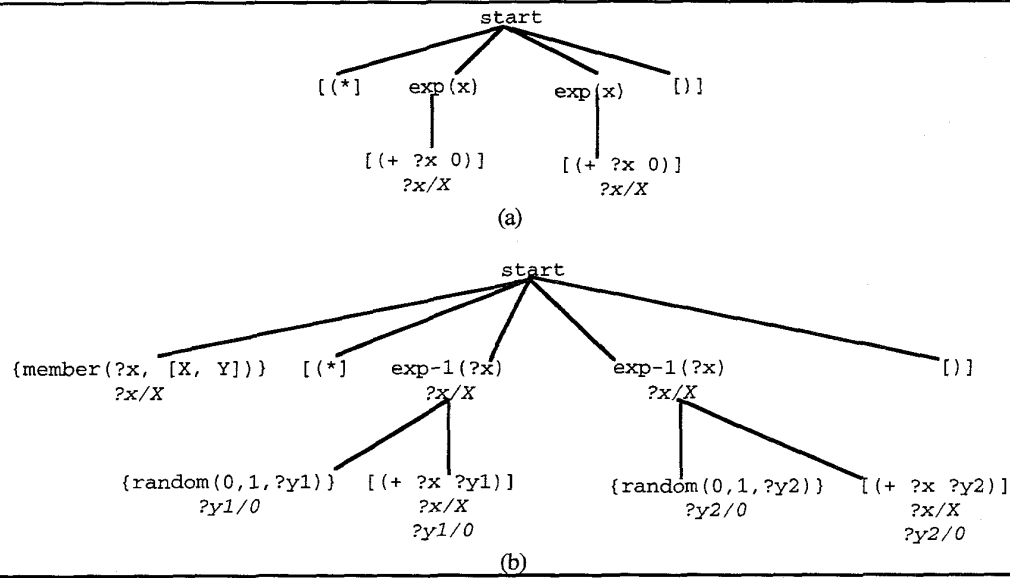 start
[(*] exp(x) exp(x) [)]
[(+ ?x 0)] [(+ ?x 0)]
?x/X ?x/X
(a)
start
{member(?x, [X, Y])} [(*] exp-1(?x) exp-1(?x) [)]
?x/X ?x/X ?x/X
{random(0,1,?y1)} [(+ ?x ?y1)] {random(0,1,?y2)} [(+ ?x ?y2)]
?y1/0 ?x/X ?y2/0 ?x/X
?y1/0 ?y2/0
(b)